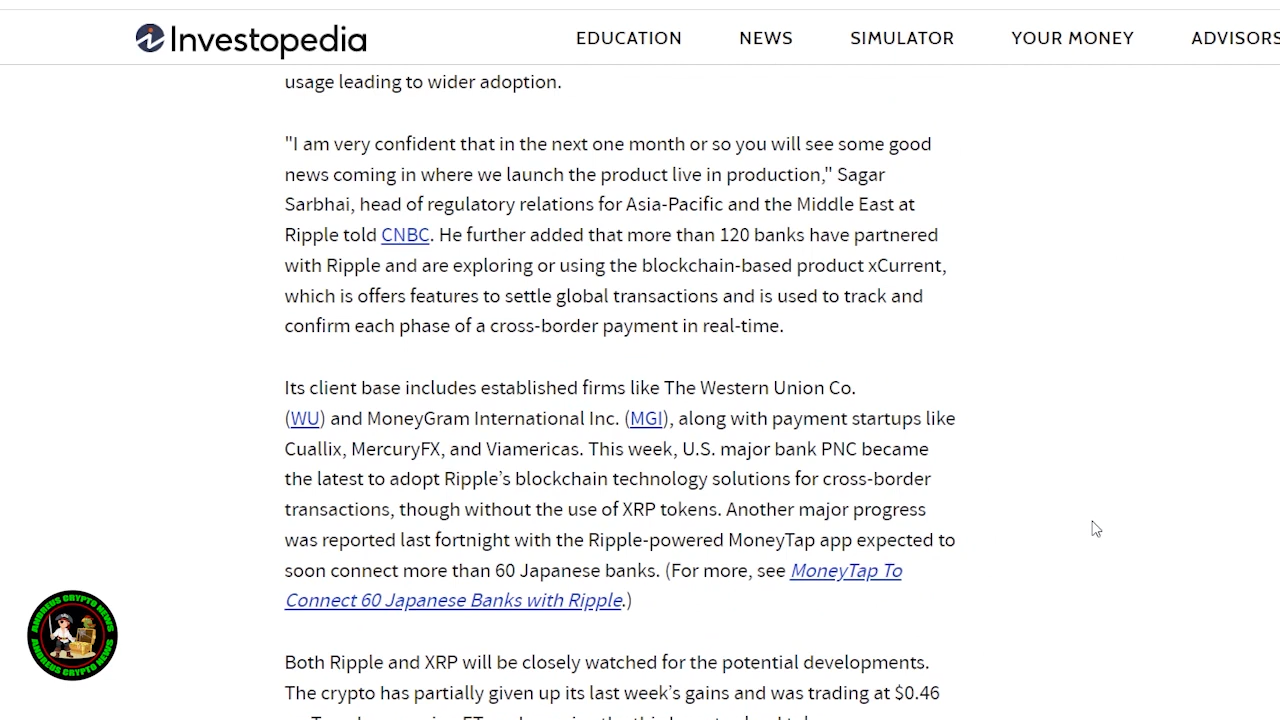 Investopedia
EDUCATION NEWS SIMULATOR YOUR MONEY ADVISORS
usage leading to wider adoption.
"I am very confident that in the next one month or so you will see some good
news coming in where we launch the product live in production," Sagar
Sarbhai, head of regulatory relations for Asia-Pacific and the Middle East at
Ripple told CNBC. He further added that more than 120 banks have partnered
with Ripple and are exploring or using the blockchain-based product xCurrent,
which is offers features to settle global transactions and is used to track and
confirm each phase of a cross-border payment in real-time.
Its client base includes established firms like The Western Union Co.
(WU) and MoneyGram International Inc. (MGI), along with payment startups like
Cuallix, MercuryFX, and Viamericas. This week, U.S. major bank PNC became
the latest to adopt Ripple’s blockchain technology solutions for cross-border
transactions, though without the use of XRP tokens. Another major progress
was reported last fortnight with the Ripple-powered MoneyTap app expected to
soon connect more than 60 Japanese banks. (For more, see MoneyTap To
Connect 60 Japanese Banks with Ripple.)
ANDREUS CRYPTO NEWS
ANDREUS CRYPTO NEWS
Both Ripple and XRP will be closely watched for the potential developments.
The crypto has partially given up its last week’s gains and was trading at $0.46